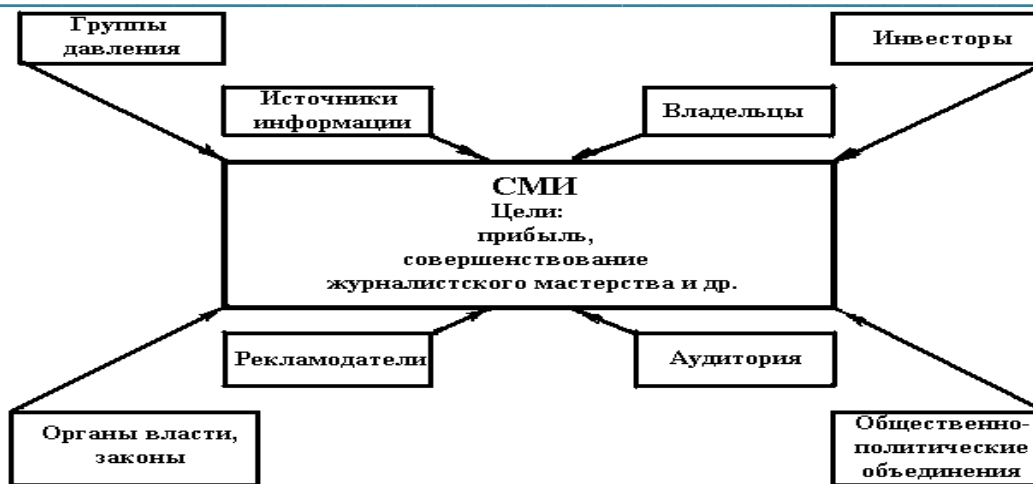 Группы
давления
Инвесторы
Источники
информации
Владельцы
СМИ
Цели:
прибыль,
совершенствование
журналистского мастерства и др.
Рекламодатели
Аудитория
Органы власти,
законы
Общественно-
политические
объединения